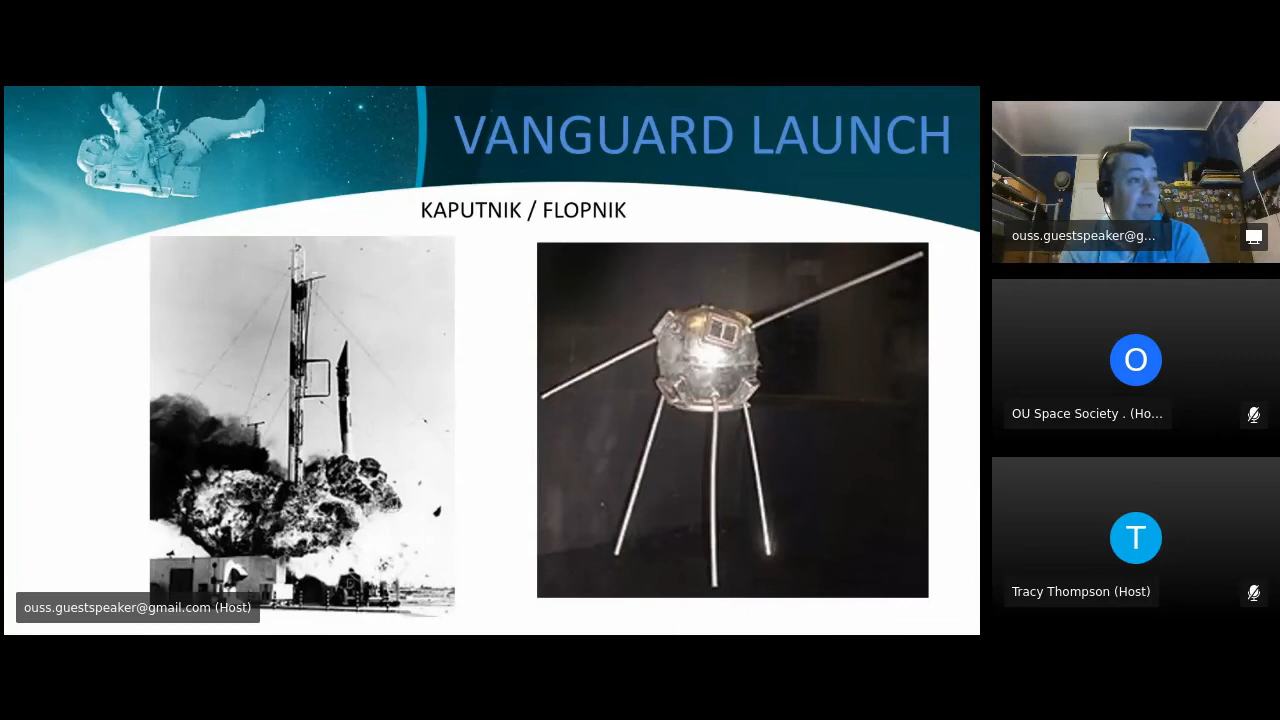 VANGUARD LAUNCH
KAPUTNIK / FLOPNIK
ouss.guestspeaker@gmail.com (Host)
ouss.guestspeaker@g...
O
OU Space Society . (Ho...
T
Tracy Thompson (Host)